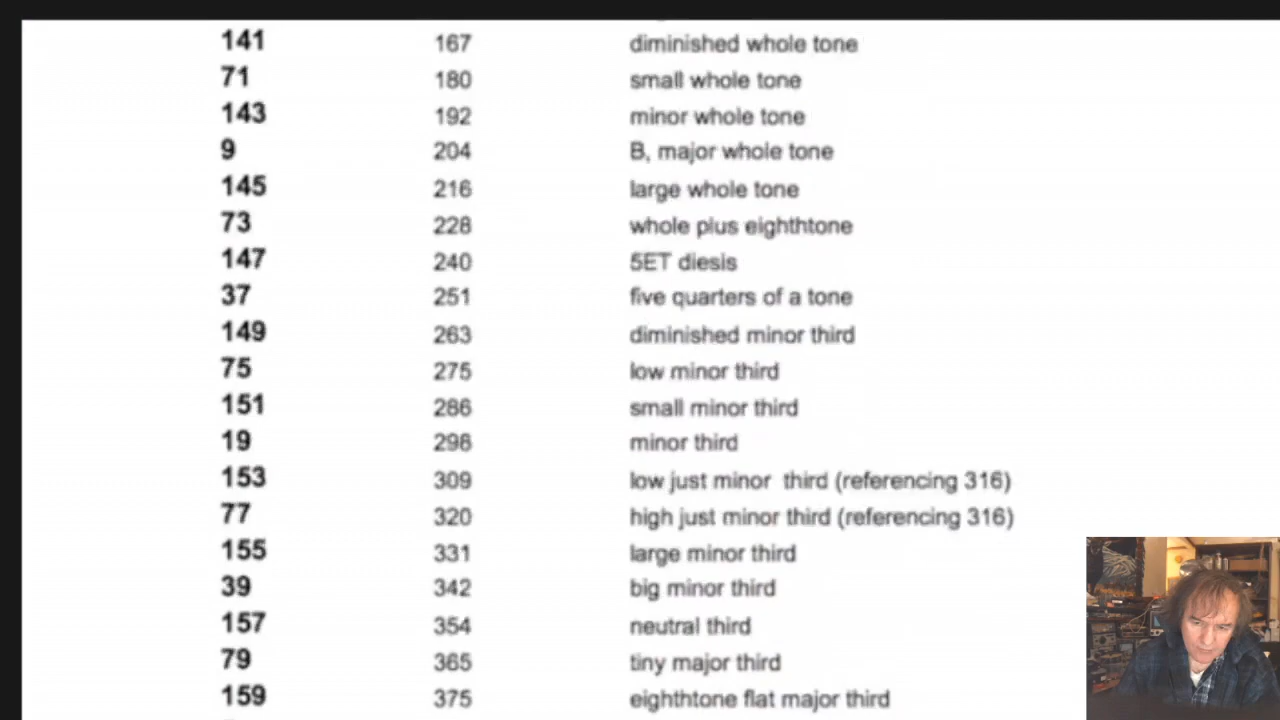 141 167 diminished whole tone
71 180 small whole tone
143 192 minor whole tone
9 204 B, major whole tone
145 216 large whole tone
73 228 whole plus eighthtone
147 240 5ET diesis
37 251 five quarters of a tone
149 263 diminished minor third
75 275 low minor third
151 286 small minor third
19 298 minor third
153 309 low just minor third (referencing 316)
77 320 high just minor third (referencing 316)
155 331 large minor third
39 342 big minor third
157 354 neutral third
79 365 tiny major third
159 375 eighthtone flat major third